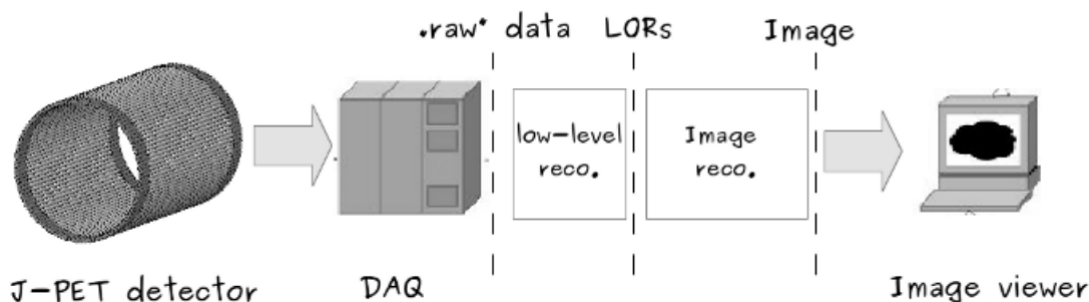 "raw" data LORs Image
low-level
reco.
Image
reco.
J-PET detector DAQ Image viewer